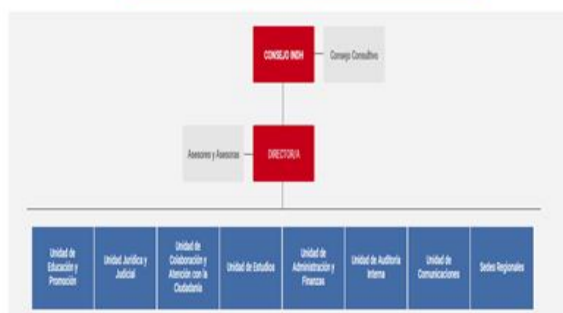 CONSEJO INDH
Consejo Consultivo
Asesores y Asesoras
DIRECTOR/A
Unidad de
Educación y
Promoción
Unidad Jurídica y
Judicial
Unidad de
Colaboración y
Atención con la
Ciudadanía
Unidad de Estudios
Unidad de
Administración y
Finanzas
Unidad de Auditoría
Interna
Unidad de
Comunicaciones
Sedes Regionales